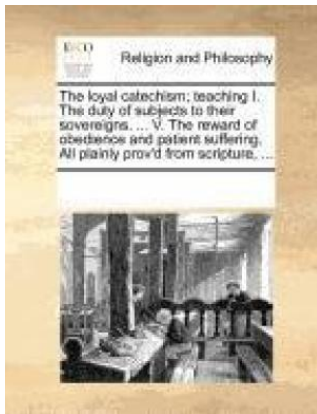 ECCO
Religion and Philosophy
The loyal catechism; teaching I.
The duty of subjects to their
sovereigns. ... V. The reward of
obedience and patient suffering.
All plainly prov'd from scripture, ...